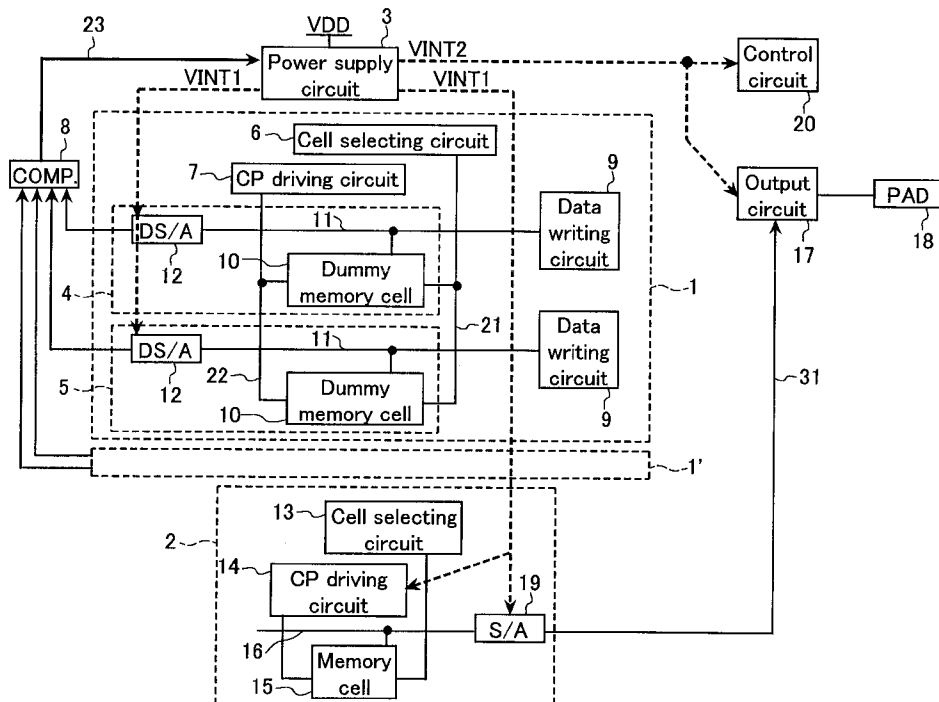 23
VDD
3
Power supply
circuit
VINT2
VINT1
VINT1
Control
circuit
20
8
COMP.
6
Cell selecting circuit
7
CP driving circuit
9
Data
writing
circuit
Output
circuit
17
PAD
18
DS/A
12
11
10
Dummy
memory cell
4
1
21
DS/A
12
11
Data
writing
circuit
9
5
22
10
Dummy
memory cell
31
1'
13
Cell selecting
circuit
2
14
CP driving
circuit
19
S/A
16
Memory
cell
15